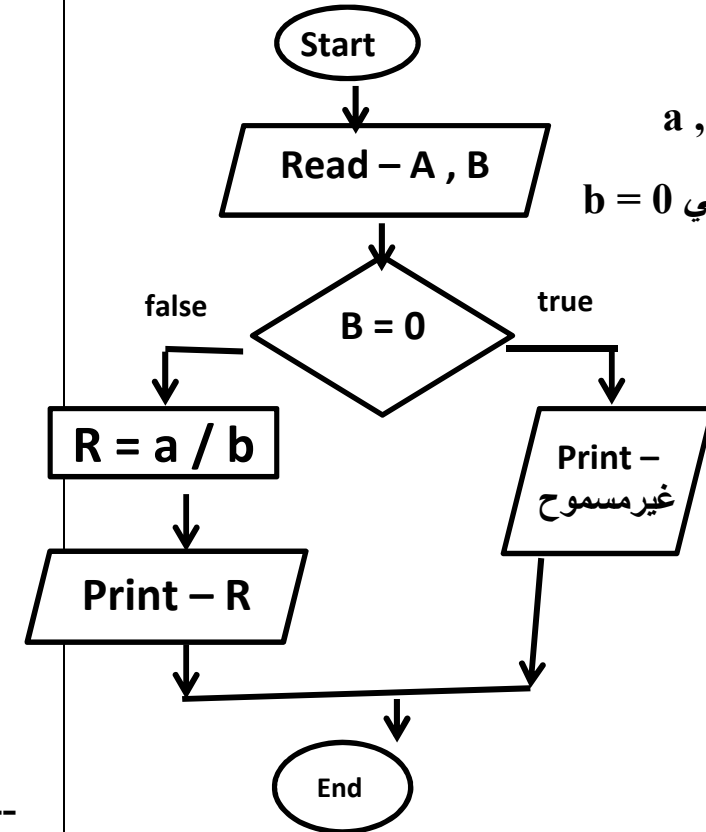 Start
a ,
Read – A , B
b = 0
false
true
B = 0
R = a / b
Print –
غيرمسموح
Print – R
End
--